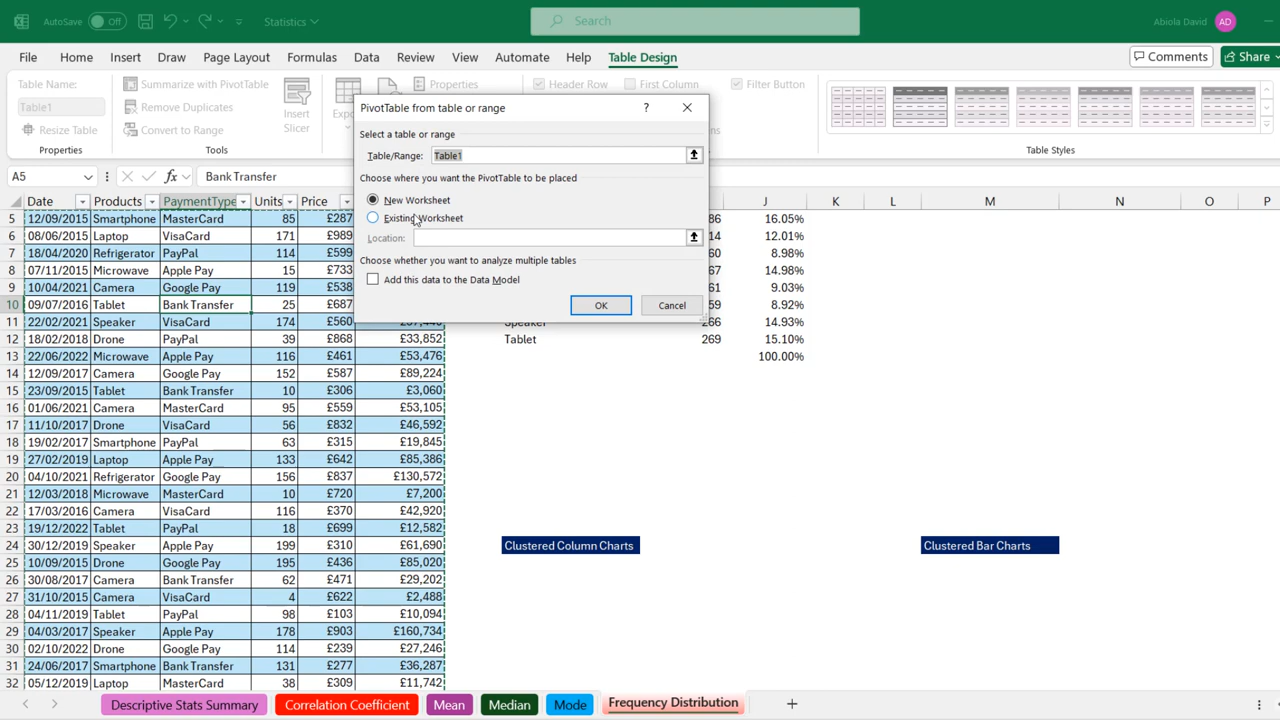 AutoSave Off Statistics Search Abiola David AD
File Home Insert Draw Page Layout Formulas Data Review View Automate Help Table Design Comments Share
Table Name:
Table1
Resize Table
Properties
Summarize with PivotTable
Remove Duplicates
Convert to Range
Tools
Insert
Slicer
Properties
Header Row First Column Filter Button
Table Styles
PivotTable from table or range ? ×
Select a table or range
Table/Range: Table1
Choose where you want the PivotTable to be placed
New Worksheet
Existing Worksheet
Location:
Choose whether you want to analyze multiple tables
Add this data to the Data Model
OK Cancel
A5 fx Bank Transfer
Date Products PaymentType Units Price J K L M N O P
5 12/09/2015 Smartphone MasterCard 85 £287 86 16.05%
6 08/06/2015 Laptop VisaCard 171 £989 12.01%
7 18/04/2020 Refrigerator PayPal 114 £599 60 8.98%
8 07/11/2015 Microwave Apple Pay 15 £733 67 14.98%
9 10/04/2021 Camera Google Pay 119 £538 61 9.03%
10 09/07/2016 Tablet Bank Transfer 25 £687 59 8.92%
11 22/02/2021 Speaker VisaCard 174 £560 Speaker 266 14.93%
12 18/02/2018 Drone PayPal 39 £868 £33,852 Tablet 269 15.10%
13 22/06/2022 Microwave Apple Pay 116 £461 £53,476 100.00%
14 12/09/2017 Camera Google Pay 152 £587 £89,224
15 23/09/2015 Tablet Bank Transfer 10 £306 £3,060
16 01/06/2021 Camera MasterCard 95 £559 £53,105
17 11/10/2017 Drone VisaCard 56 £832 £46,592
18 19/02/2017 Smartphone PayPal 63 £315 £19,845
19 27/02/2019 Laptop Apple Pay 133 £642 £85,386
20 04/10/2021 Refrigerator Google Pay 156 £837 £130,572
21 12/03/2018 Microwave MasterCard 10 £720 £7,200
22 17/03/2016 Camera VisaCard 116 £370 £42,920
23 19/12/2022 Tablet PayPal 18 £699 £12,582
24 30/12/2019 Speaker Apple Pay 199 £310 £61,690 Clustered Column Charts Clustered Bar Charts
25 10/09/2015 Drone Google Pay 195 £436 £85,020
26 30/08/2017 Camera Bank Transfer 62 £471 £29,202
27 31/10/2015 Camera VisaCard 4 £622 £2,488
28 04/11/2019 Tablet PayPal 98 £103 £10,094
29 04/03/2017 Speaker Apple Pay 178 £903 £160,734
30 02/10/2022 Drone Google Pay 114 £239 £27,246
31 24/06/2017 Smartphone Bank Transfer 131 £277 £36,287
32 05/12/2019 Laptop MasterCard 38 £309 £11,742
Descriptive Stats Summary Correlation Coefficient Mean Median Mode Frequency Distribution